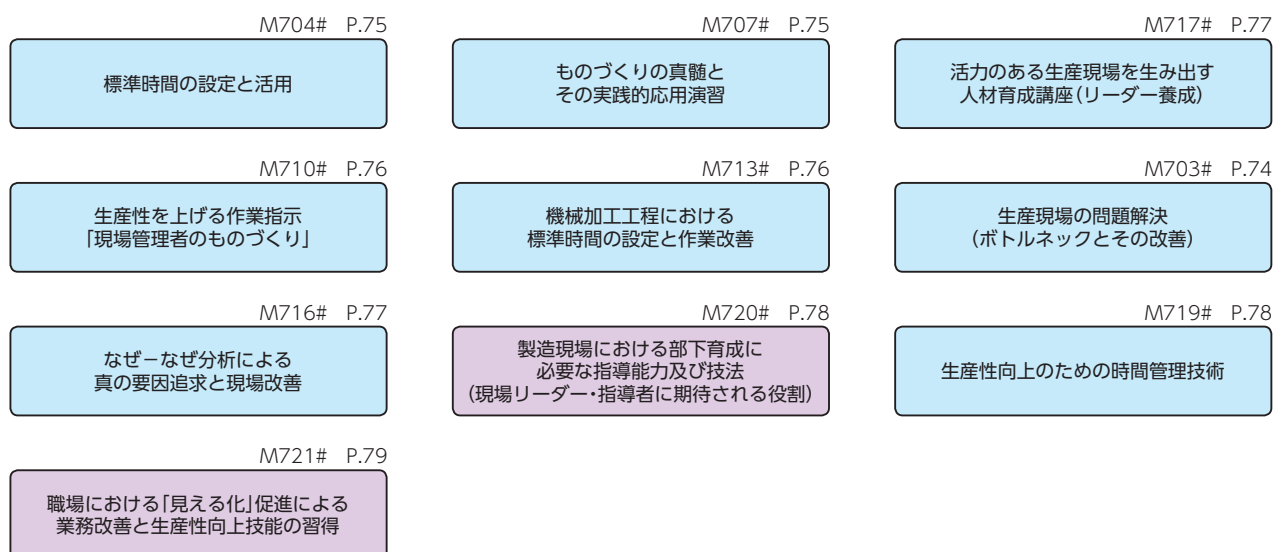 M704# P.75
標準時間の設定と活用
M707# P.75
ものづくりの真髄と
その実践的応用演習
M717# P.77
活力のある生産現場を生み出す
人材育成講座(リーダー養成)
M710# P.76
生産性を上げる作業指示
「現場管理者のものづくり」
M713# P.76
機械加工工程における
標準時間の設定と作業改善
M703# P.74
生産現場の問題解決
(ボトルネックとその改善)
M716# P.77
なぜ−なぜ分析による
真の要因追求と現場改善
M720# P.78
製造現場における部下育成に
必要な指導能力及び技法
(現場リーダー・指導者に期待される役割)
M719# P.78
生産性向上のための時間管理技術
M721# P.79
職場における「見える化」促進による
業務改善と生産性向上技能の習得